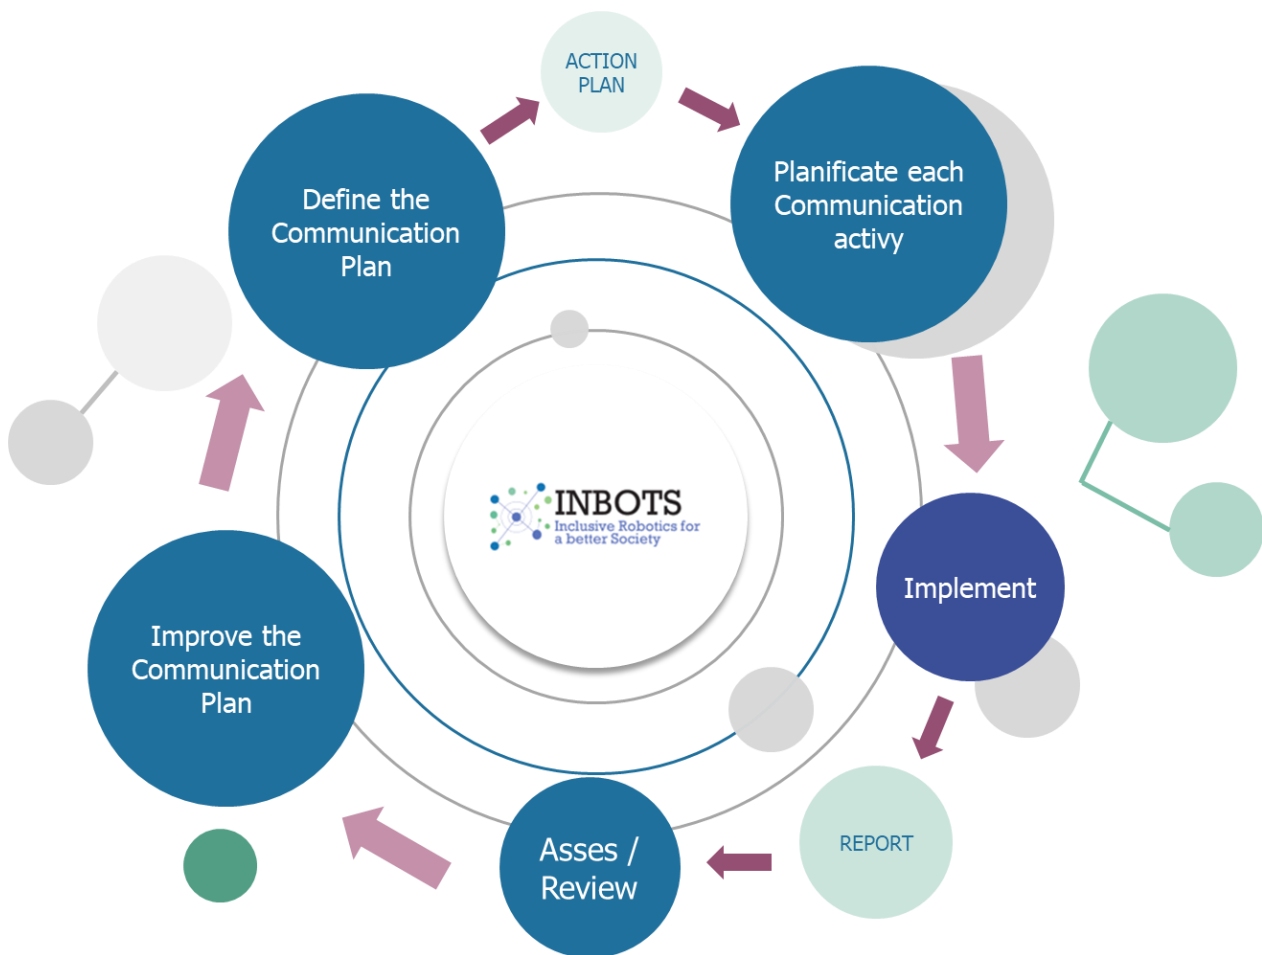 ACTION
PLAN
Define the
Communication
Plan
Planificate each
Communication
activy
INBOTS
Inclusive Robotics for
a better Society
Implement
Improve the
Communication
Plan
REPORT
Asses /
Review